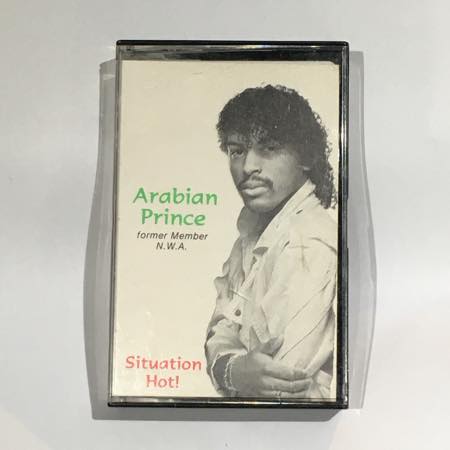 Arabian
Prince
former Member
N.W.A.
Situation
Hot!